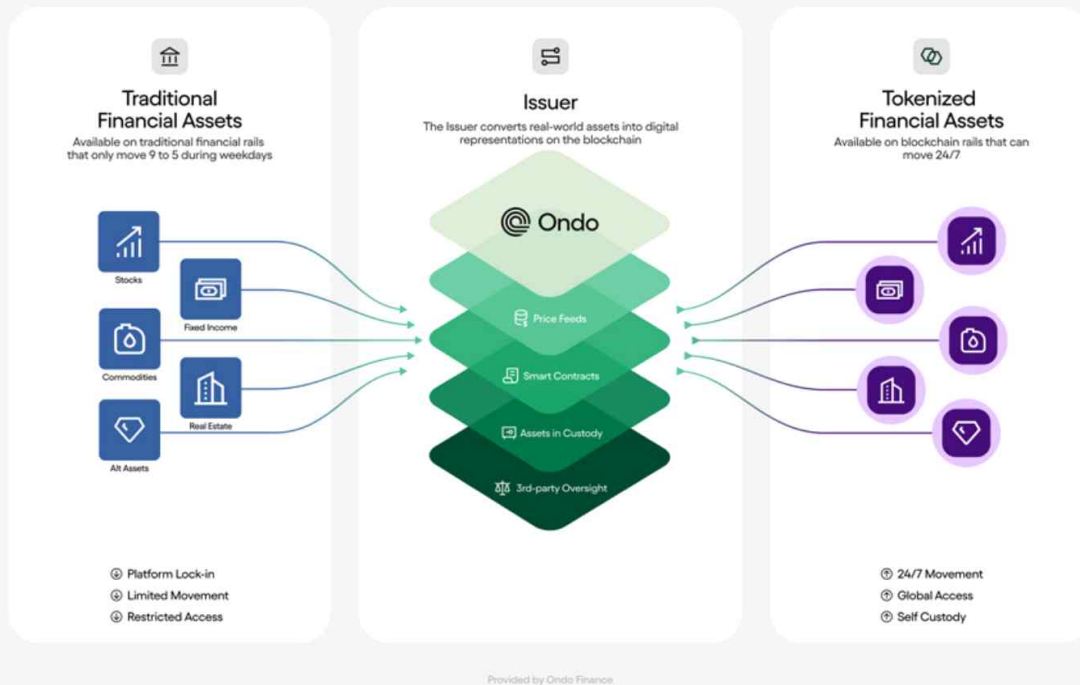 Traditional
Financial Assets
Available on traditional financial rails
that only move 9 to 5 during weekdays
Stocks
Fixed Income
Commodities
Real Estate
Alt Assets
Platform Lock-in
Limited Movement
Restricted Access
Issuer
The Issuer converts real-world assets into digital
representations on the blockchain
Ondo
Price Feeds
Smart Contracts
Assets in Custody
3rd-party Oversight
Tokenized
Financial Assets
Available on blockchain rails that can
move 24/7
24/7 Movement
Global Access
Self Custody
Provided by Ondo Finance